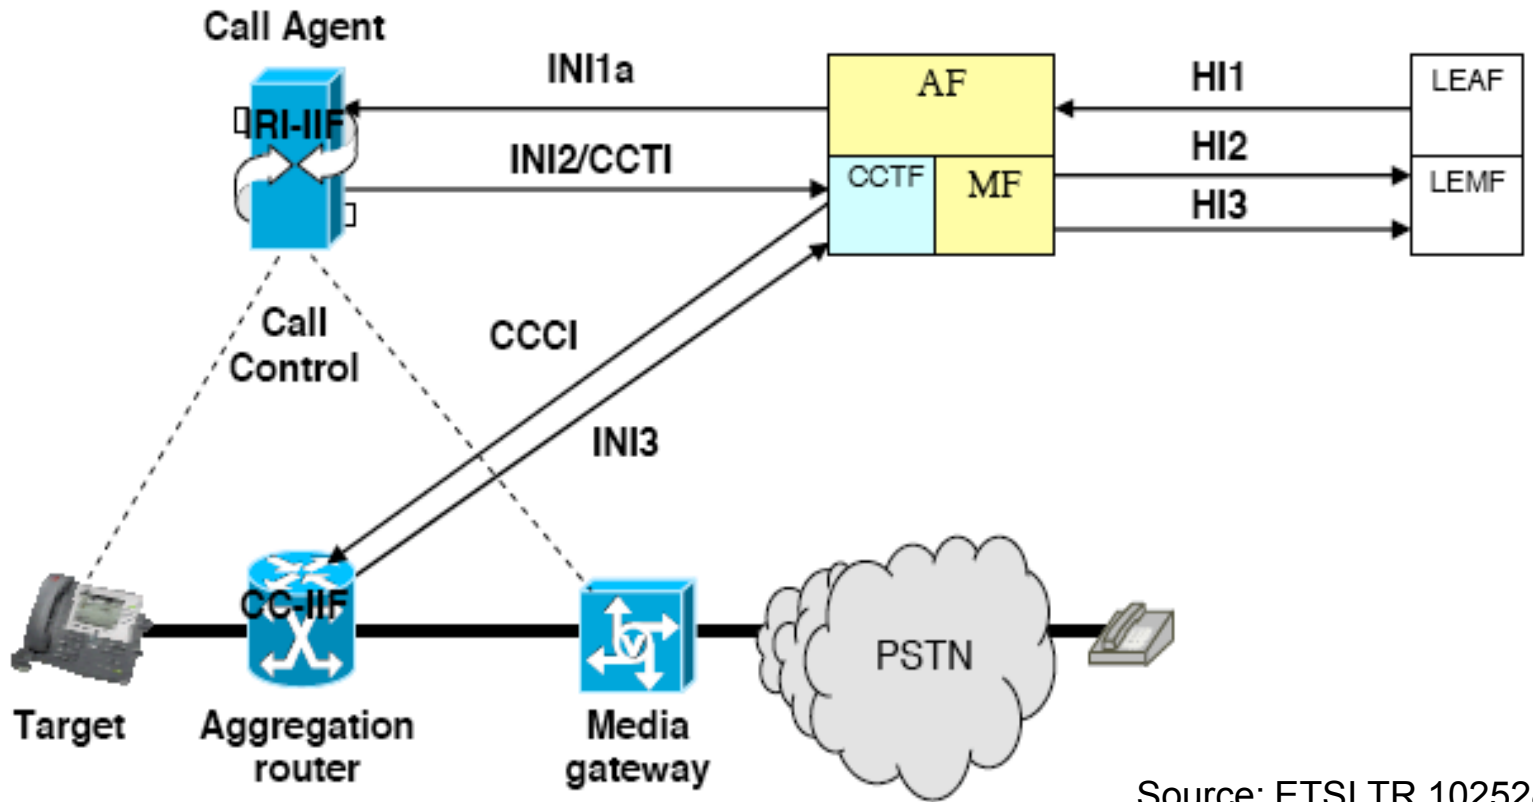 Call Agent
INI1a
AF
HI1
LEAF
IRI-IIF
INI2/CCTI
HI2
CCTF
MF
LEMF
HI3
Call
Control
CCCI
INI3
CC-IIF
V
PSTN
Target
Aggregation
router
Media
gateway
Source: ETSI TR